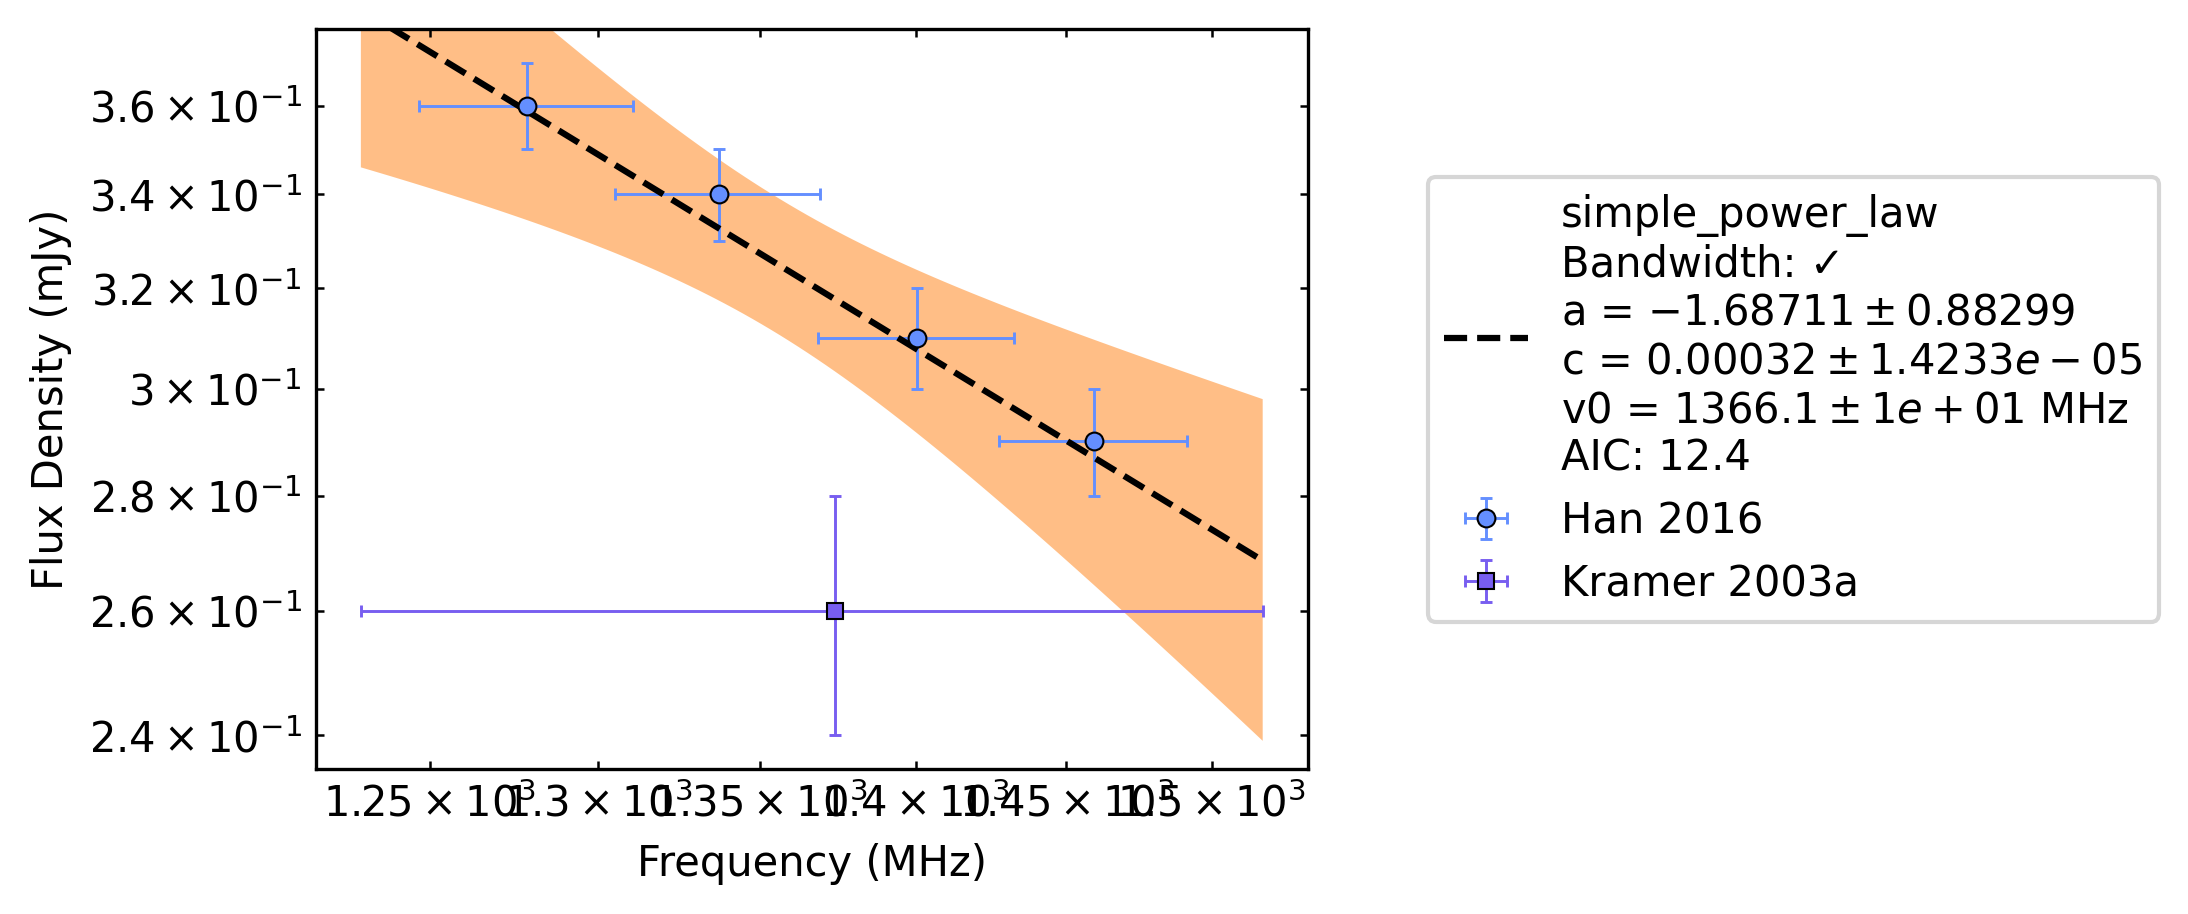 3.6 × 10⁻¹
3.4 × 10⁻¹
3.2 × 10⁻¹
3 × 10⁻¹
2.8 × 10⁻¹
2.6 × 10⁻¹
2.4 × 10⁻¹
Flux Density (mJy)
1.25 × 10³ 1.3 × 10³ 1.35 × 10³ 1.4 × 10³ 1.45 × 10³ 1.5 × 10³
Frequency (MHz)
simple_power_law
Bandwidth: ✓
a = −1.68711 ± 0.88299
c = 0.00032 ± 1.4233e − 05
v0 = 1366.1 ± 1e + 01 MHz
AIC: 12.4
Han 2016
Kramer 2003a